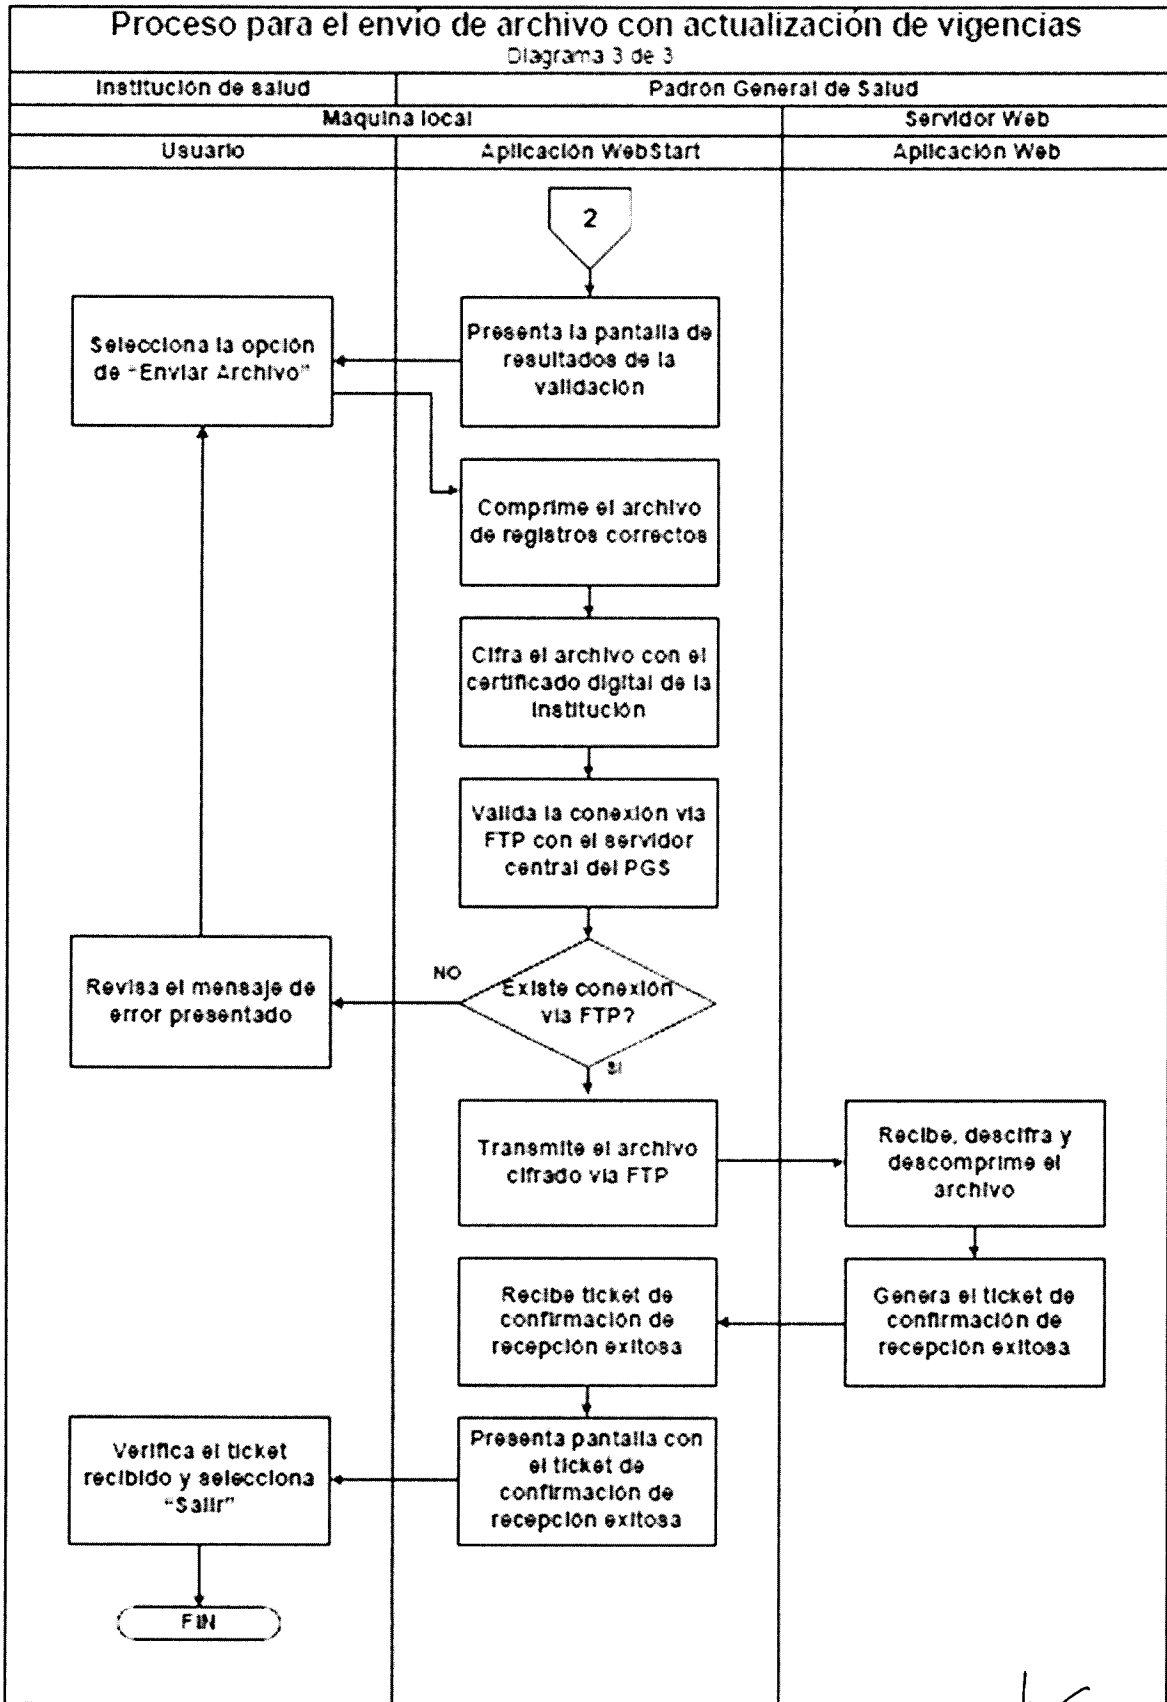 Proceso para el envío de archivo con actualización de vigencias
Diagrama 3 de 3
Institución de salud
Padrón General de Salud
Máquina local
Servidor Web
Usuario
Aplicación WebStart
Aplicación Web
2
Presenta la pantalla de
resultados de la
validación
Selecciona la opción
de "Enviar Archivo"
Comprime el archivo
de registros correctos
Cifra el archivo con el
certificado digital de la
institución
Valida la conexión vía
FTP con el servidor
central del PGS
Existe conexión
vía FTP?
NO
Revisa el mensaje de
error presentado
SI
Transmite el archivo
cifrado vía FTP
Recibe, descifra y
descomprime el
archivo
Genera el ticket de
confirmación de
recepción exitosa
Recibe ticket de
confirmación de
recepción exitosa
Presenta pantalla con
el ticket de
confirmación de
recepción exitosa
Verifica el ticket
recibido y selecciona
"Salir"
FIN